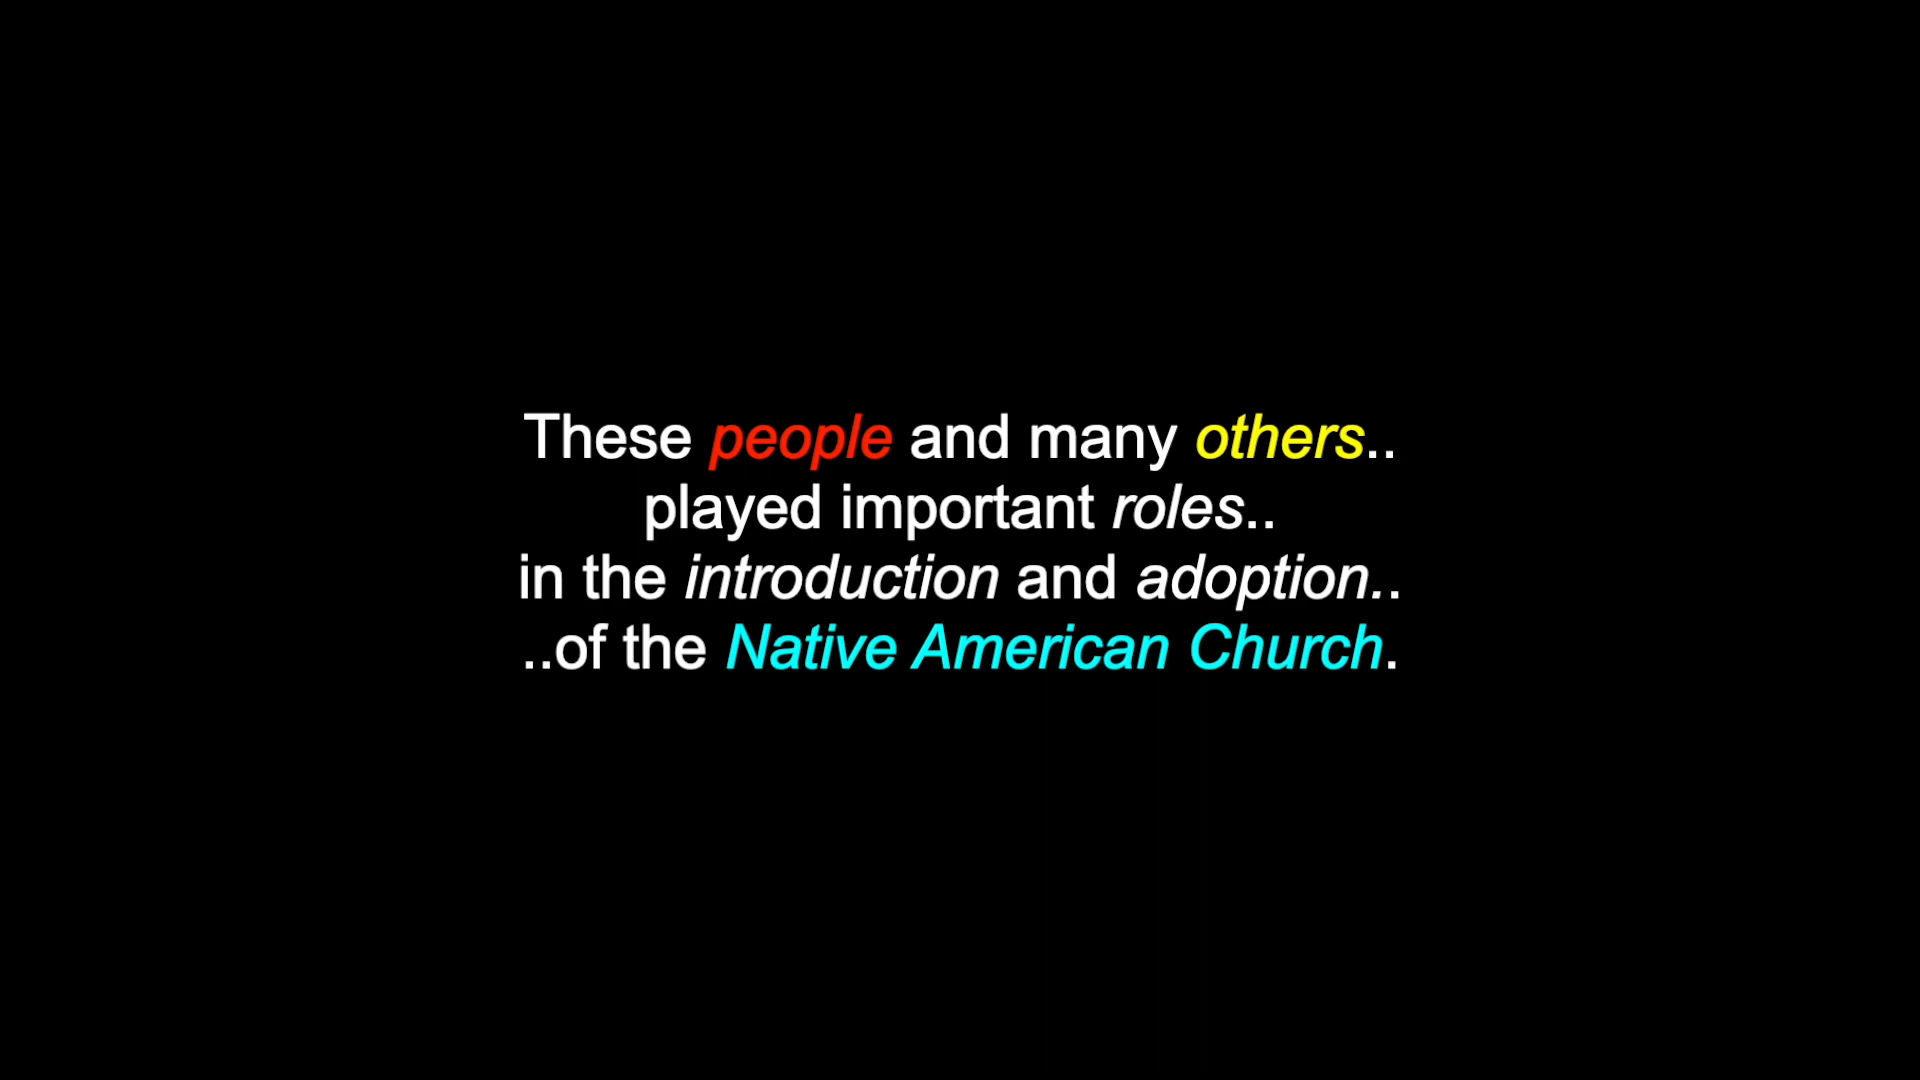 These people and many others..
played important roles..
in the introduction and adoption..
..of the Native American Church.